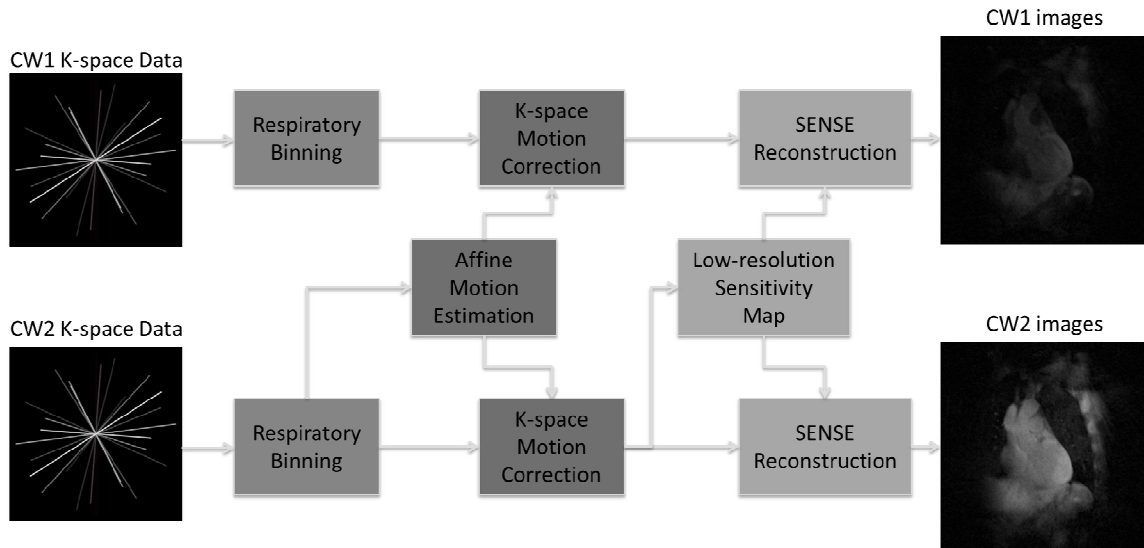 CW1 images
CW1 K-space Data
Respiratory
Binning
K-space
Motion
Correction
SENSE
Reconstruction
Affine
Motion
Estimation
Low-resolution
Sensitivity
Map
CW2 K-space Data
CW2 images
Respiratory
Binning
K-space
Motion
Correction
SENSE
Reconstruction